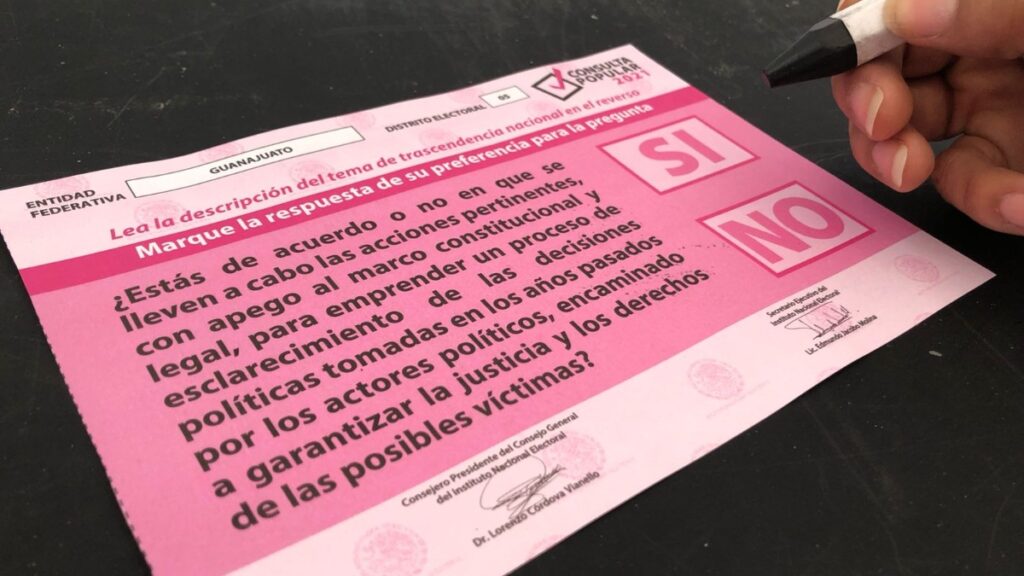 CONSULTA
POPULAR
2021
DISTRITO ELECTORAL 05
ENTIDAD
FEDERATIVA
GUANAJUATO
Lea la descripción del tema de trascendencia nacional en el reverso
Marque la respuesta de su preferencia para la pregunta
¿Estás de acuerdo o no en que se
lleven a cabo las acciones pertinentes,
con apego al marco constitucional y
legal, para emprender un proceso de
esclarecimiento de las decisiones
políticas tomadas en los años pasados
por los actores políticos, encaminado
a garantizar la justicia y los derechos
de las posibles víctimas?
SI
NO
Consejero Presidente del Consejo General
del Instituto Nacional Electoral
Dr. Lorenzo Córdova Vianello
Secretario Ejecutivo del
Instituto Nacional Electoral
Lic. Edmundo Jacobo Molina